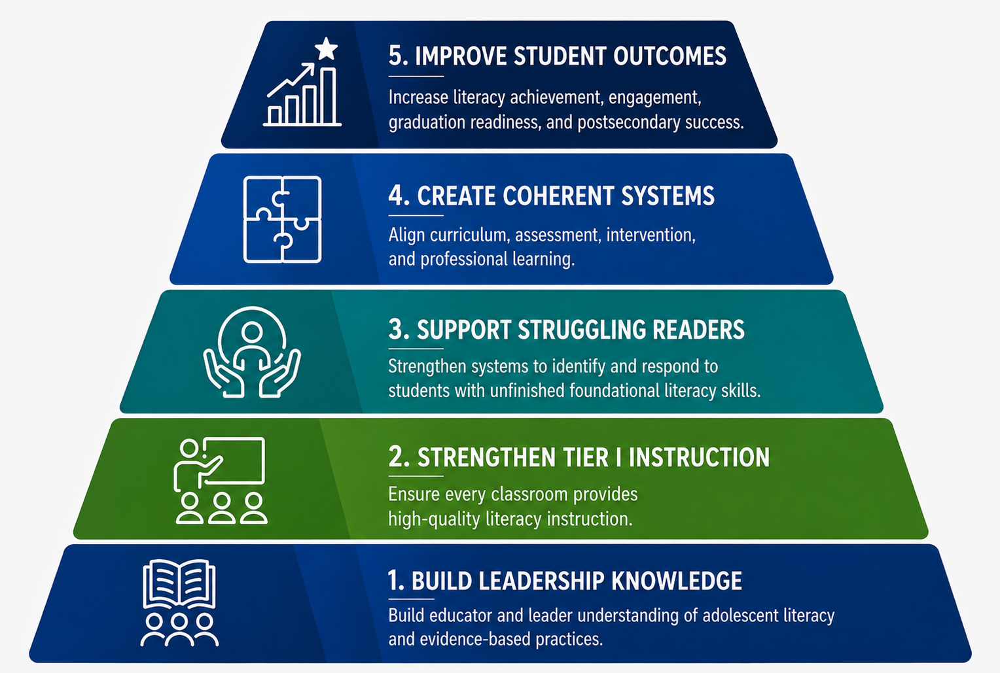 5. IMPROVE STUDENT OUTCOMES
Increase literacy achievement, engagement,
graduation readiness, and postsecondary success.
4. CREATE COHERENT SYSTEMS
Align curriculum, assessment, intervention,
and professional learning.
3. SUPPORT STRUGGLING READERS
Strengthen systems to identify and respond to
students with unfinished foundational literacy skills.
2. STRENGTHEN TIER I INSTRUCTION
Ensure every classroom provides
high-quality literacy instruction.
1. BUILD LEADERSHIP KNOWLEDGE
Build educator and leader understanding of adolescent literacy
and evidence-based practices.